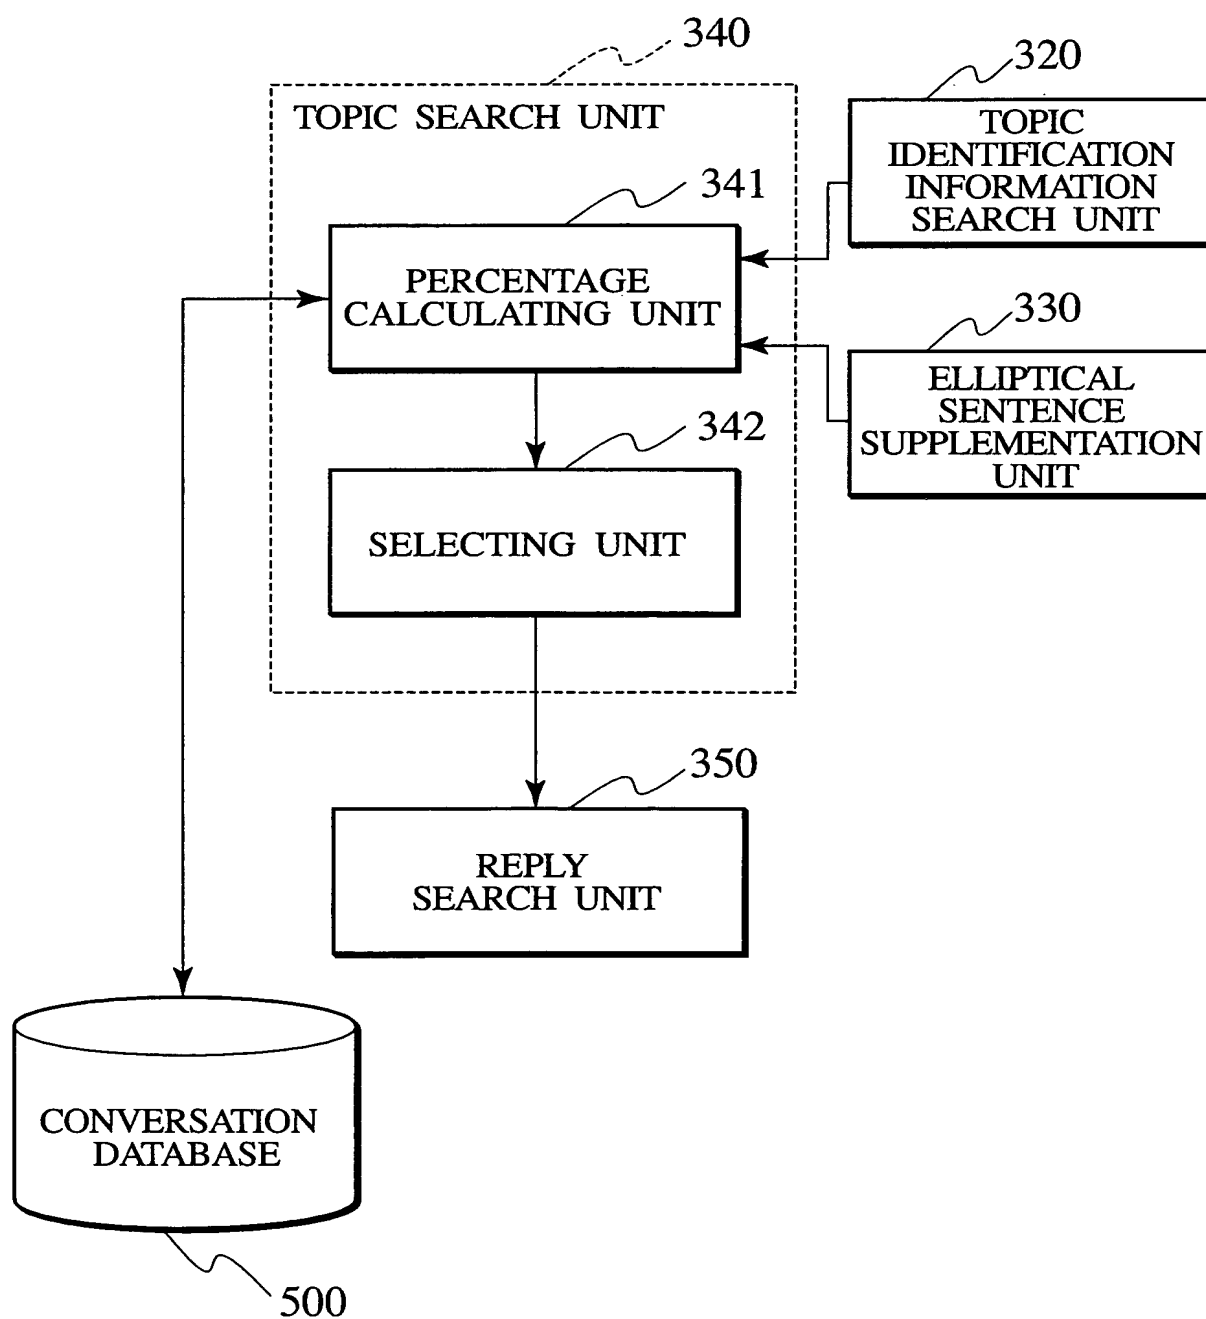 340
320
TOPIC SEARCH UNIT
TOPIC
IDENTIFICATION
INFORMATION
SEARCH UNIT
341
PERCENTAGE
CALCULATING UNIT
330
ELLIPTICAL
SENTENCE
SUPPLEMENTATION
UNIT
342
SELECTING UNIT
350
REPLY
SEARCH UNIT
CONVERSATION
DATABASE
500